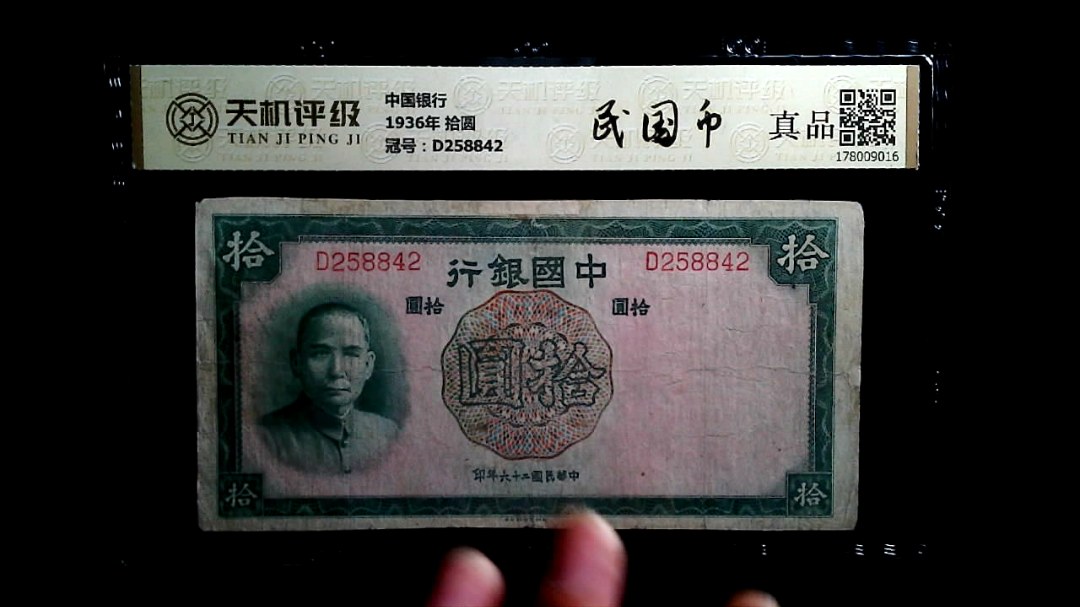 天机评级
TIAN JI PING JI
中国银行
1936年 拾圆
冠号：D258842
民国币
真品
178009016
拾
拾
D258842
D258842
行銀國中
圓拾
圓拾
圓拾
印年六十二國民華中
拾
拾